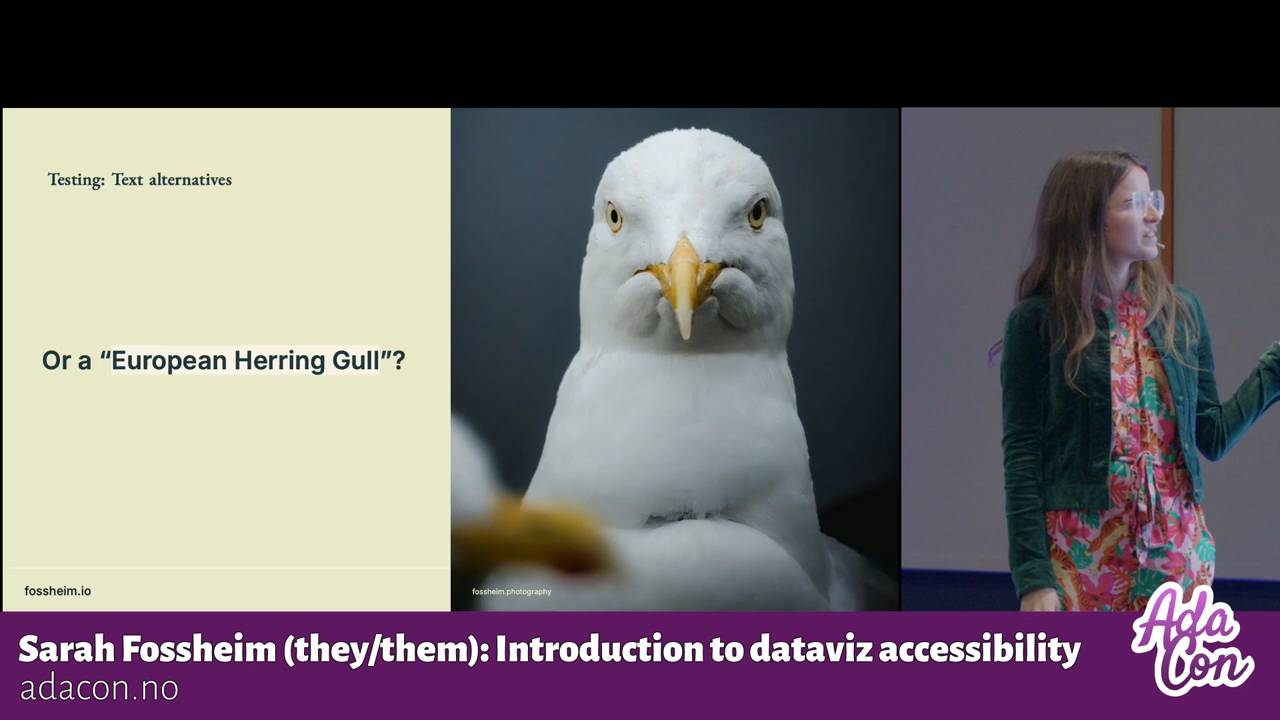 Testing: Text alternatives
Or a “European Herring Gull”?
fossheim.io
fossheim.photography
Sarah Fossheim (they/them): Introduction to dataviz accessibility
adacon.no
Ada
Con